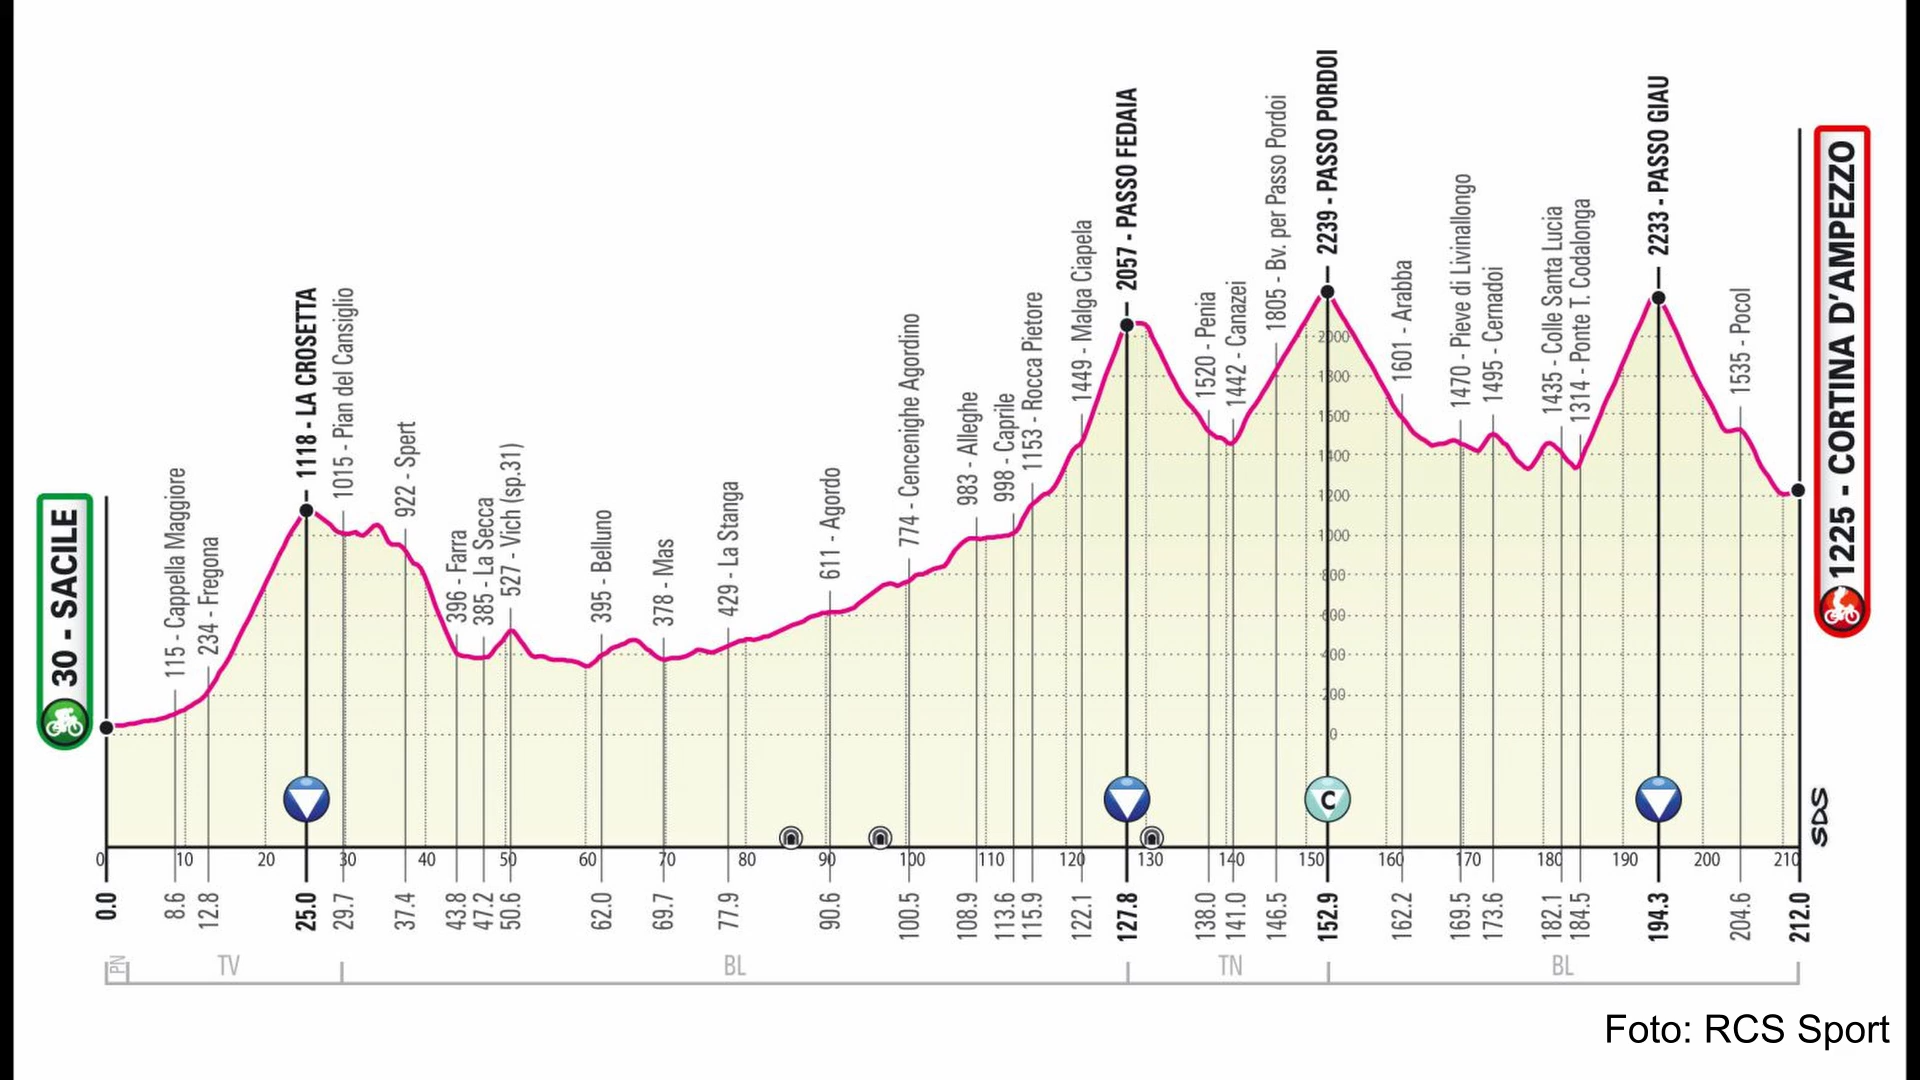 30 - SACILE
115 - Cappella Maggiore
234 - Fregona
1118 - LA CROSETTA
1015 - Pian del Cansiglio
922 - Spert
396 - Farra
385 - La Secca
527 - Vich (sp.31)
395 - Belluno
378 - Mas
429 - La Stanga
611 - Agordo
774 - Cencenighe Agordino
983 - Alleghe
998 - Caprile
1153 - Rocca Pietore
1449 - Malga Ciapela
2057 - PASSO FEDAIA
1520 - Penia
1442 - Canazei
1805 - Bv. per Passo Pordoi
2239 - PASSO PORDOI
1601 - Arabba
1470 - Pieve di Livinallongo
1495 - Cernadoi
1435 - Colle Santa Lucia
1314 - Ponte T. Codalonga
2233 - PASSO GIAU
1535 - Pocol
1225 - CORTINA D'AMPEZZO
2000
1800
1600
1400
1200
1000
800
600
400
200
0
C
SDS
0 10 20 30 40 50 60 70 80 90 100 110 120 130 140 150 160 170 180 190 200 210
0.0 8.6 12.8 25.0 29.7 37.4 43.8 47.2 50.6 62.0 69.7 77.9 90.6 100.5 108.9 113.6 115.9 122.1 127.8 138.0 141.0 146.5 152.9 162.2 169.5 173.6 182.1 184.5 194.3 204.6 212.0
PN TV BL TN BL
Foto: RCS Sport